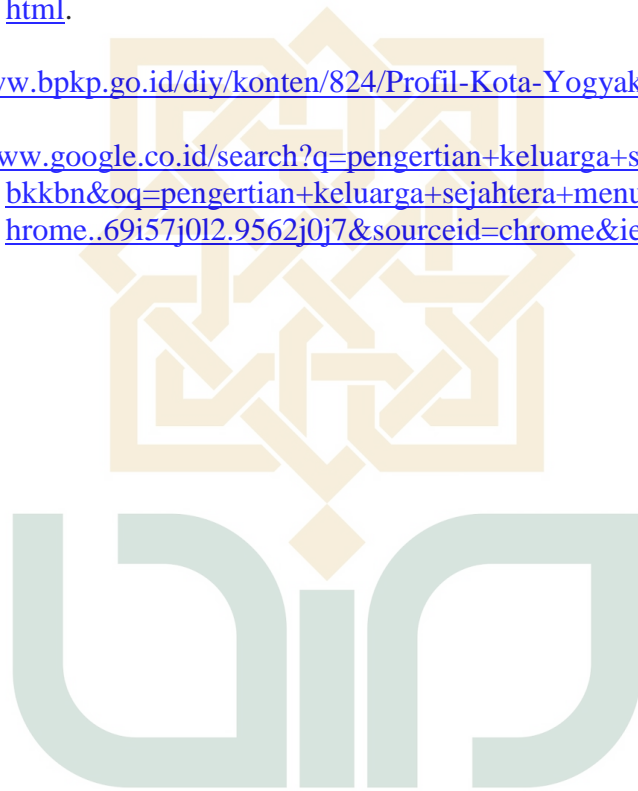 html.
ww.bpkp.go.id/diy/konten/824/Profil-Kota-Yogyak
ww.google.co.id/search?q=pengertian+keluarga+s
bkkbn&oq=pengertian+keluarga+sejahtera+menu
hrome..69i57j0l2.9562j0j7&sourceid=chrome&ie